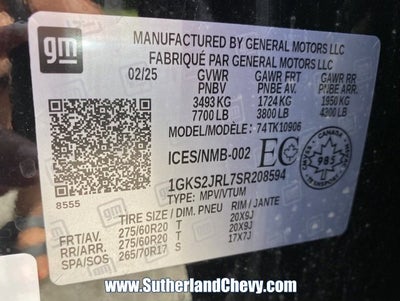 gm
MANUFACTURED BY GENERAL MOTORS LLC
FABRIQUÉ PAR GENERAL MOTORS LLC
02/25 GVWR GAWR FRT GAWR RR
PNBV PNBE AV. PNBE ARR.
3493 KG 1724 KG 1950 KG
7700 LB 3800 LB 4300 LB
MODEL/MODÈLE: 74TK10906
ICES/NMB-002 EC
985
1GKS2JRL7SR208594
TYPE: MPV/VTUM
8555
TIRE SIZE / DIM. PNEU RIM / JANTE
FRT/AV. 275/60R20 T 20X9J
RR/ARR. 275/60R20 T 20X9J
SPA/SOS 265/70R17 T 17X7J
www.SutherlandChevy.com